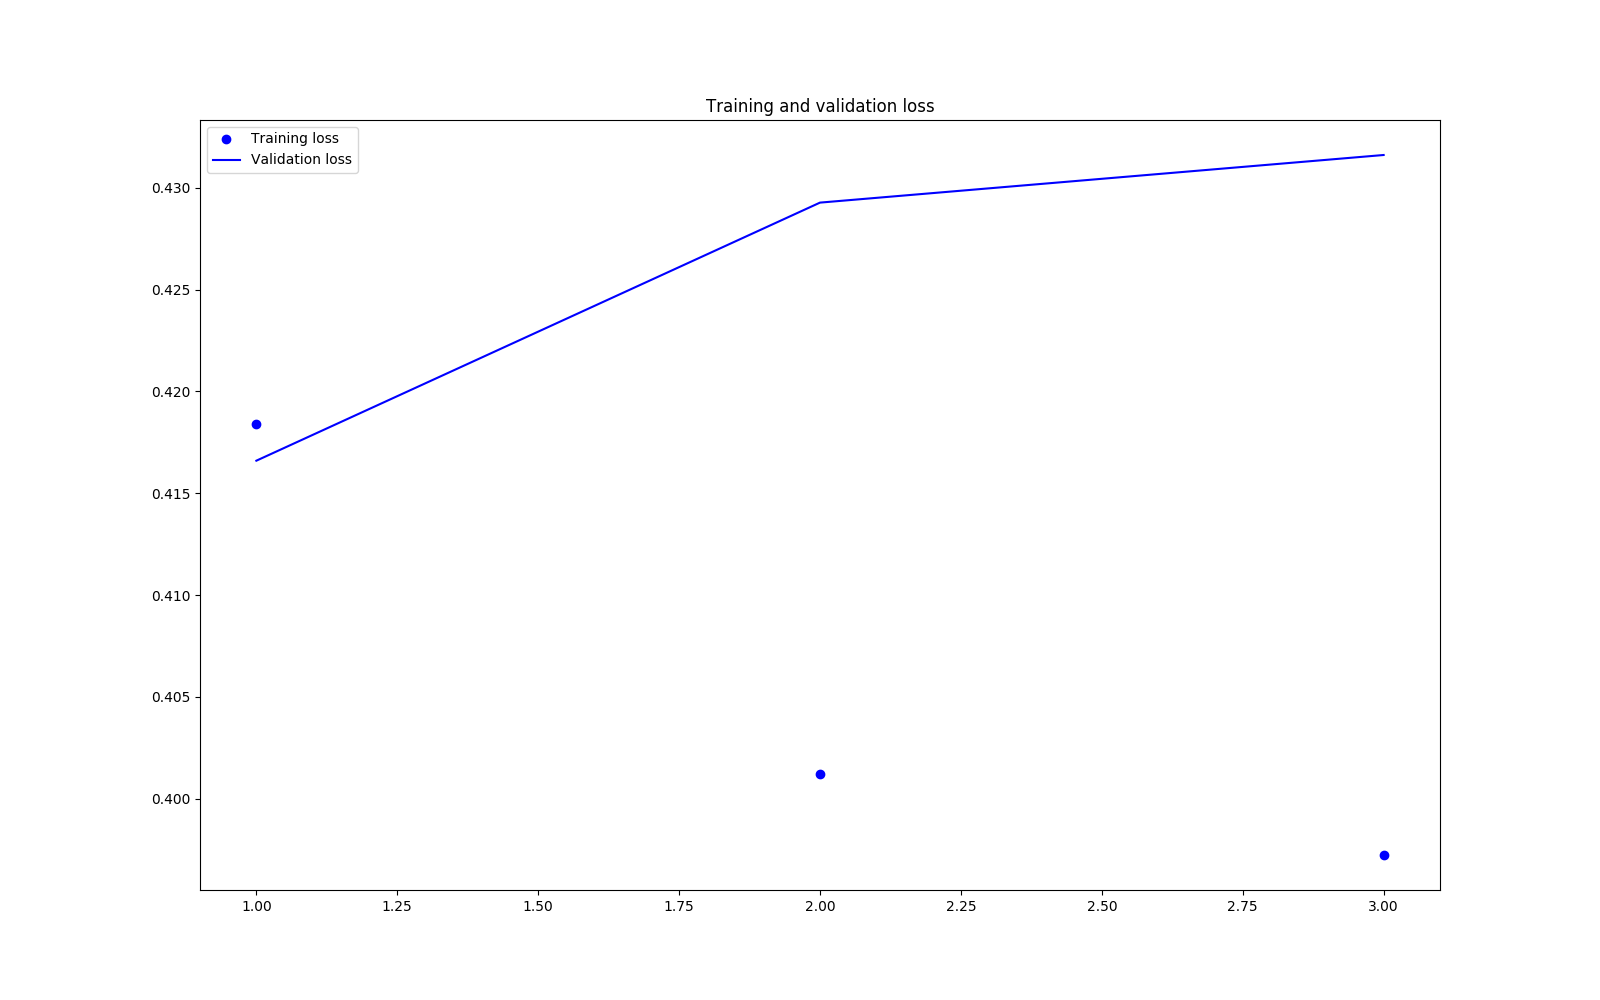 Training and validation loss
Training loss
Validation loss
0.430
0.425
0.420
0.415
0.410
0.405
0.400
1.00 1.25 1.50 1.75 2.00 2.25 2.50 2.75 3.00